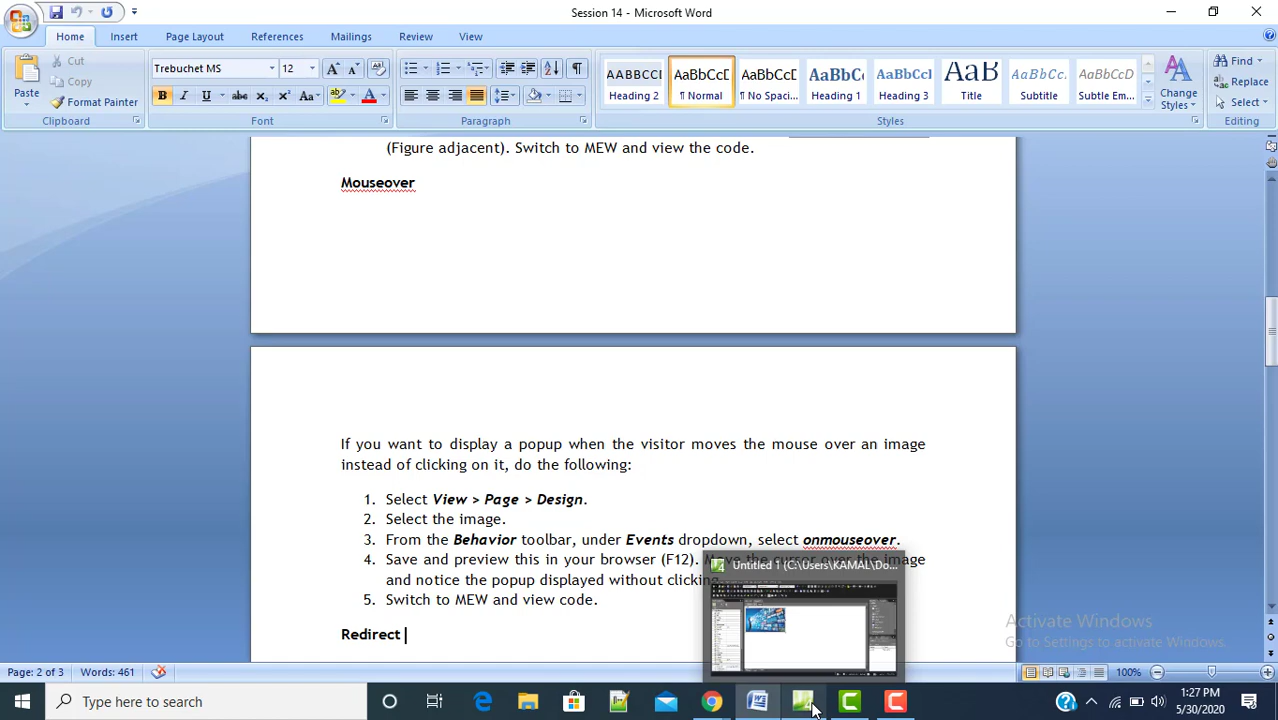 Session 14 - Microsoft Word
Home Insert Page Layout References Mailings Review View
Paste
Cut
Copy
Format Painter
Clipboard
Trebuchet MS 12
Font
Paragraph
AABBCCI AaBbCcD AaBbCcD AaBbCc AaBbCc AaB AaBbCcL AaBbCcD
Heading 2 ¶ Normal ¶ No Spaci... Heading 1 Heading 3 Title Subtitle Subtle Em...
Change Styles
Styles
Find
Replace
Select
Editing
(Figure adjacent). Switch to MEW and view the code.
Mouseover
If you want to display a popup when the visitor moves the mouse over an image
instead of clicking on it, do the following:
1. Select View > Page > Design.
2. Select the image.
3. From the Behavior toolbar, under Events dropdown, select onmouseover.
4. Save and preview this in your browser (F12). Move the cursor over the image
and notice the popup displayed without clicking
5. Switch to MEW and view code.
Redirect
Untitled 1 (C:\Users\KAMAL\Do...
Activate Windows
Go to Settings to activate Windows.
Page: 2 of 3 Words: 461 100%
Type here to search
1:27 PM
5/30/2020